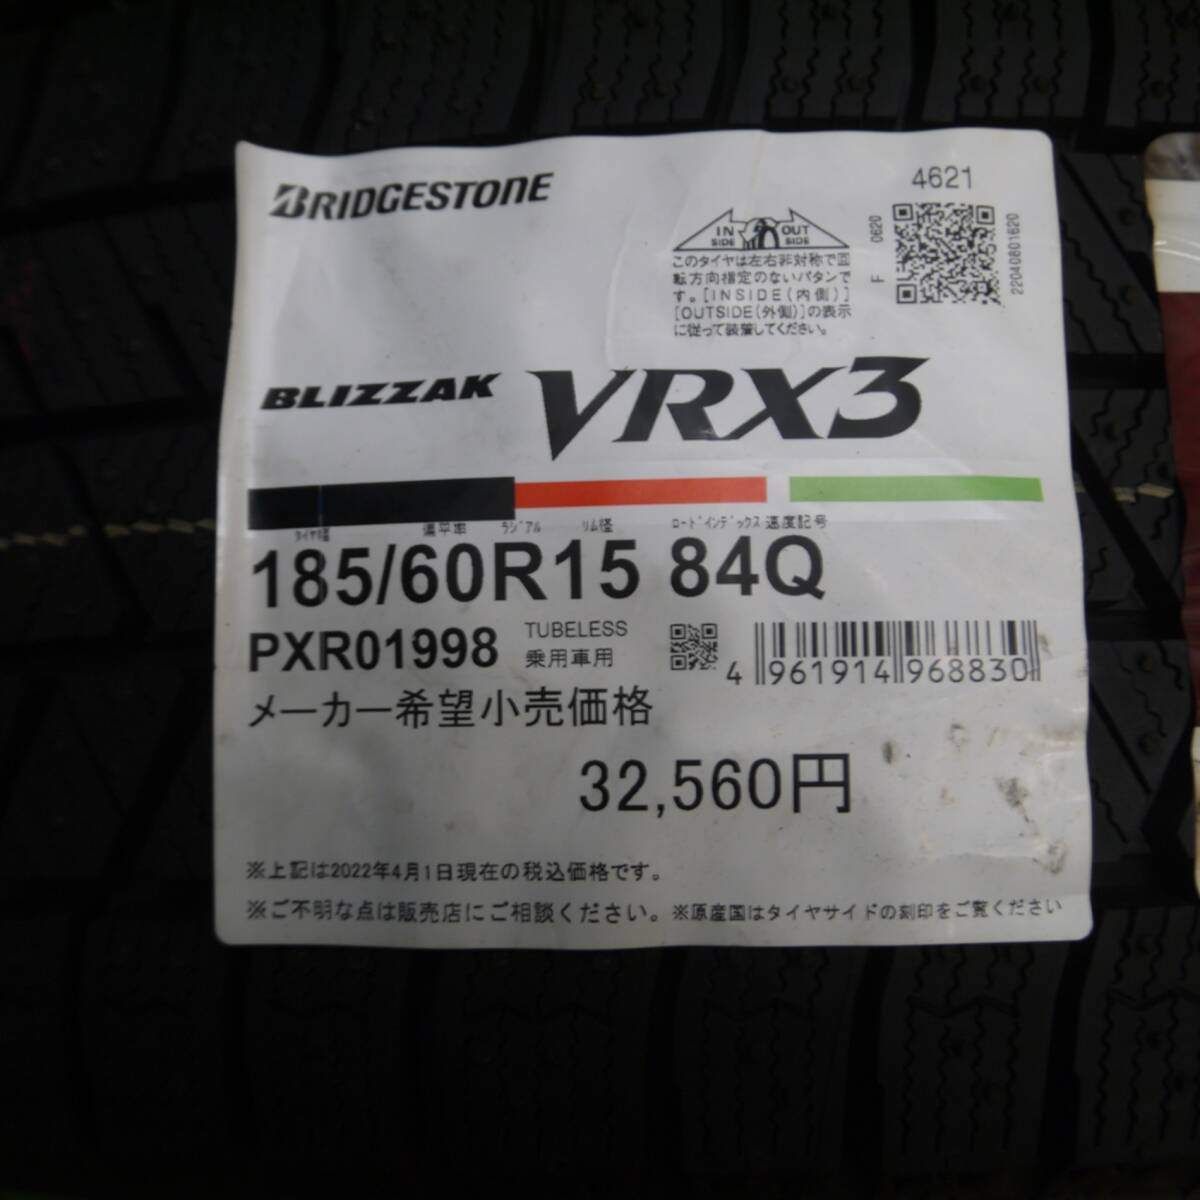 BRIDGESTONE
4621
IN SIDE
OUT SIDE
このタイヤは左右非対称で回
転方向指定のないパタンで
す。[INSIDE(内側)]
[OUTSIDE(外側)]の表示
に従って装着してください。
F 0620
22040801620
BLIZZAK VRX3
タイヤ幅 偏平率 ラジアル リム径 ロードインデックス 速度記号
185/60R15 84Q
PXR01998
TUBELESS
乗用車用
4 961914 968830
メーカー希望小売価格
32,560円
※上記は2022年4月1日現在の税込価格です。
※ご不明な点は販売店にご相談ください。※原産国はタイヤサイドの刻印をご覧ください